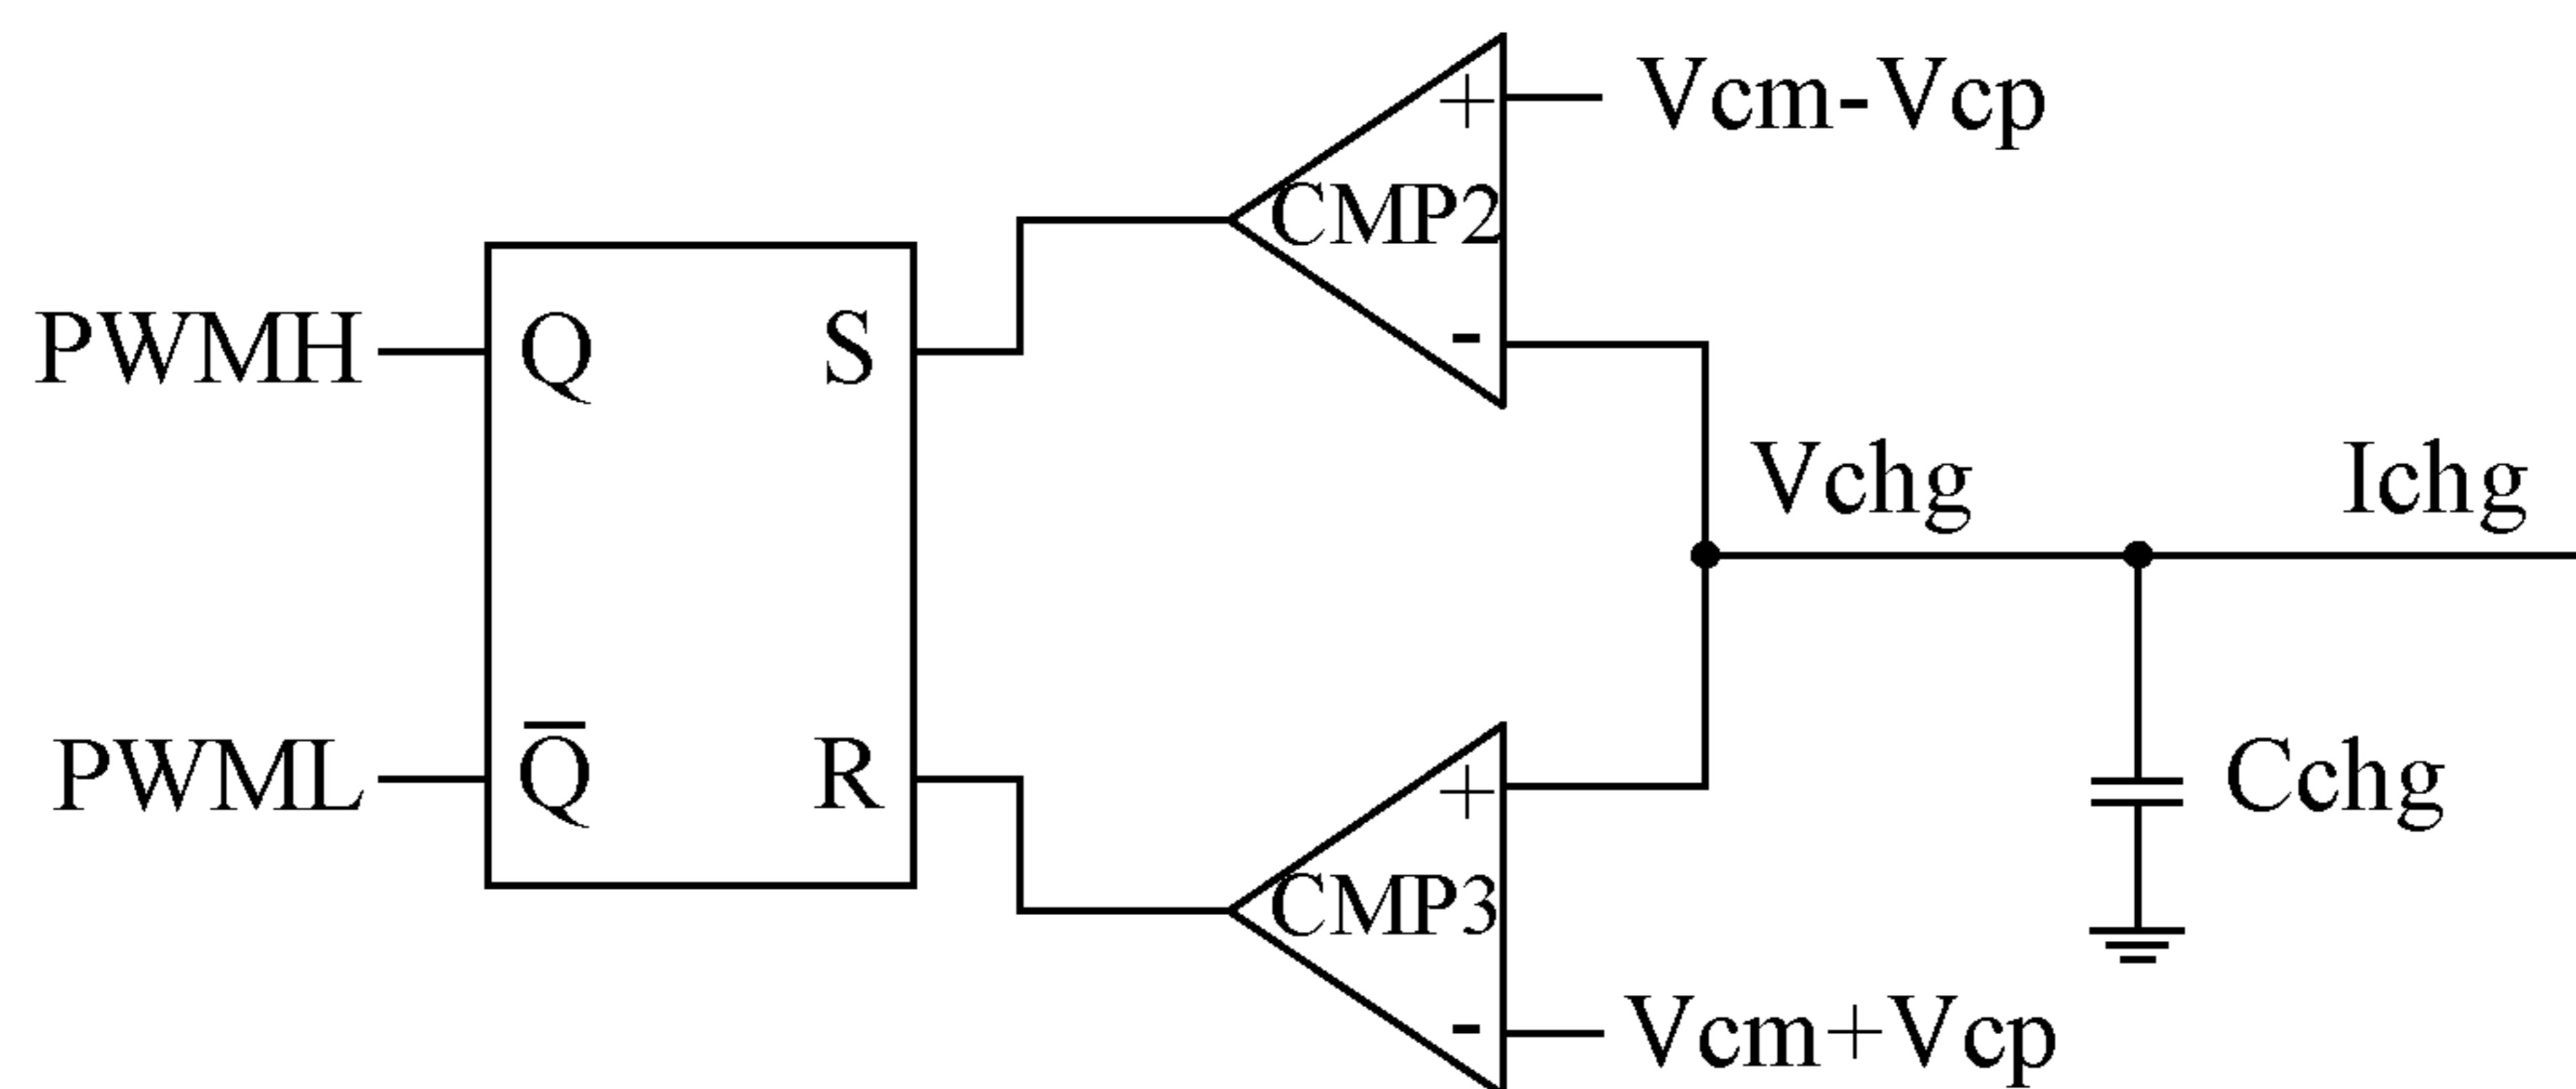 +
Vcm-Vcp
CMP2
-
PWMH
Q
S
Vchg
Ichg
PWML
Q̅
R
+
Cchg
CMP3
-
Vcm+Vcp